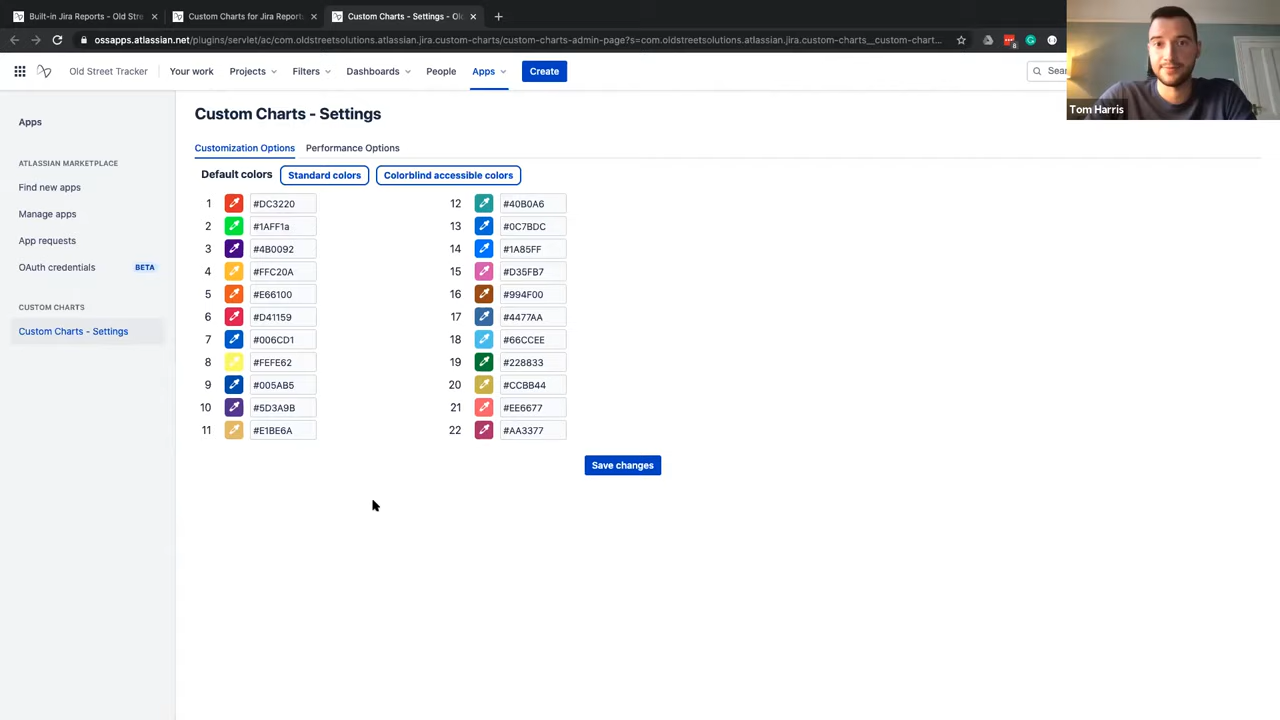 Built-in Jira Reports - Old Stre
Custom Charts for Jira Report
Custom Charts - Settings - OL
ossapps.atlassian.net/plugins/servlet/ac/com.oldstreetsolutions.atlassian.jira.custom-charts/custom-charts-admin-page?s=com.oldstreetsolutions.atlassian.jira.custom-charts__custom-chart...
Old Street Tracker
Your work
Projects
Filters
Dashboards
People
Apps
Create
Sear
Tom Harris
Apps
ATLASSIAN MARKETPLACE
Find new apps
Manage apps
App requests
OAuth credentials BETA
CUSTOM CHARTS
Custom Charts - Settings
Custom Charts - Settings
Customization Options Performance Options
Default colors Standard colors Colorblind accessible colors
1 #DC3220
2 #1AFF1a
3 #4B0092
4 #FFC20A
5 #E66100
6 #D41159
7 #006CD1
8 #FEFE62
9 #005AB5
10 #5D3A9B
11 #E1BE6A
12 #40B0A6
13 #0C7BDC
14 #1A85FF
15 #D35FB7
16 #994F00
17 #4477AA
18 #66CCEE
19 #228833
20 #CCBB44
21 #EE6677
22 #AA3377
Save changes